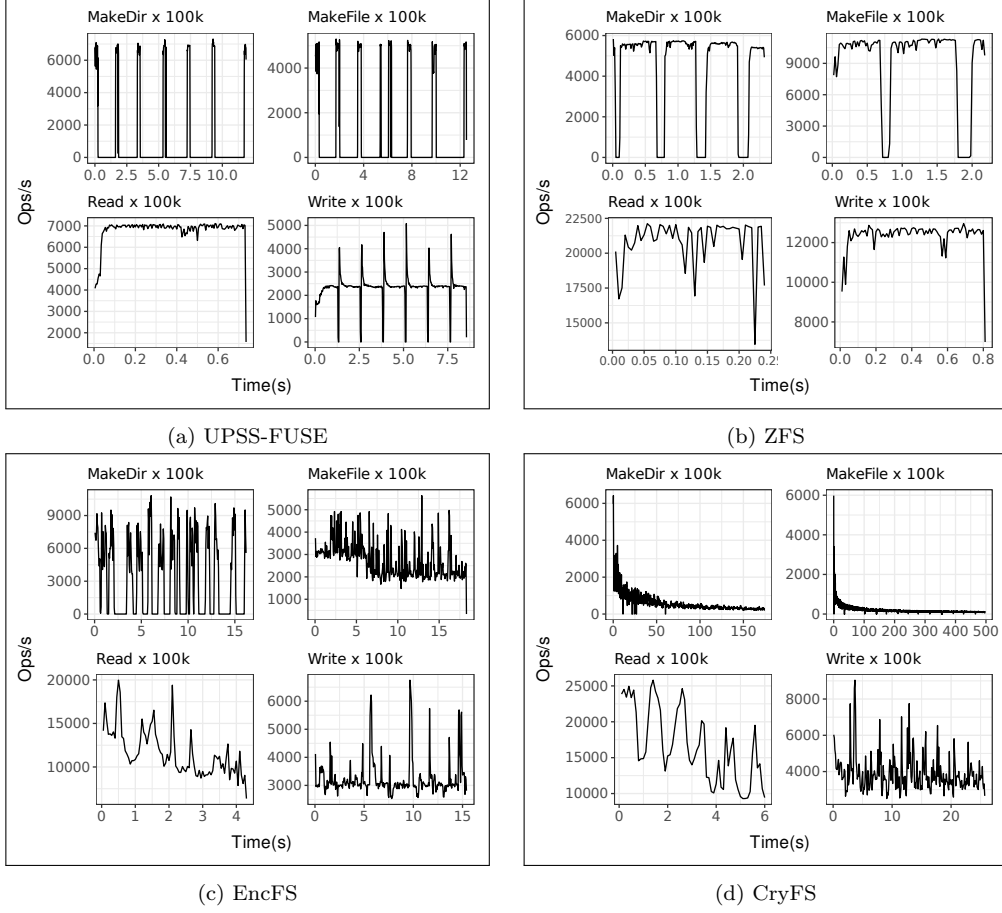 MakeDir x 100k MakeFile x 100k
6000
4000
2000
0
0.0 2.5 5.0 7.5 10.0
4000
2000
0
0 4 8 12
Read x 100k Write x 100k
7000
6000
5000
4000
3000
2000
0.0 0.2 0.4 0.6
5000
4000
3000
2000
1000
0
0.0 2.5 5.0 7.5
Ops/s
Time(s)
(a) UPSS-FUSE
MakeDir x 100k MakeFile x 100k
6000
4000
2000
0
0.0 0.5 1.0 1.5 2.0
9000
6000
3000
0
0.0 0.5 1.0 1.5 2.0
Read x 100k Write x 100k
22500
20000
17500
15000
0.00 0.05 0.10 0.15 0.20 0.25
12000
10000
8000
0.0 0.2 0.4 0.6 0.8
Ops/s
Time(s)
(b) ZFS
MakeDir x 100k MakeFile x 100k
9000
6000
3000
0
0 5 10 15
5000
4000
3000
2000
1000
0 5 10 15
Read x 100k Write x 100k
20000
15000
10000
0 1 2 3 4
6000
5000
4000
3000
0 5 10 15
Ops/s
Time(s)
(c) EncFS
MakeDir x 100k MakeFile x 100k
6000
4000
2000
0
0 50 100 150
6000
4000
2000
0
0 100 200 300 400 500
Read x 100k Write x 100k
25000
20000
15000
10000
0 2 4 6
8000
6000
4000
0 10 20
Ops/s
Time(s)
(d) CryFS